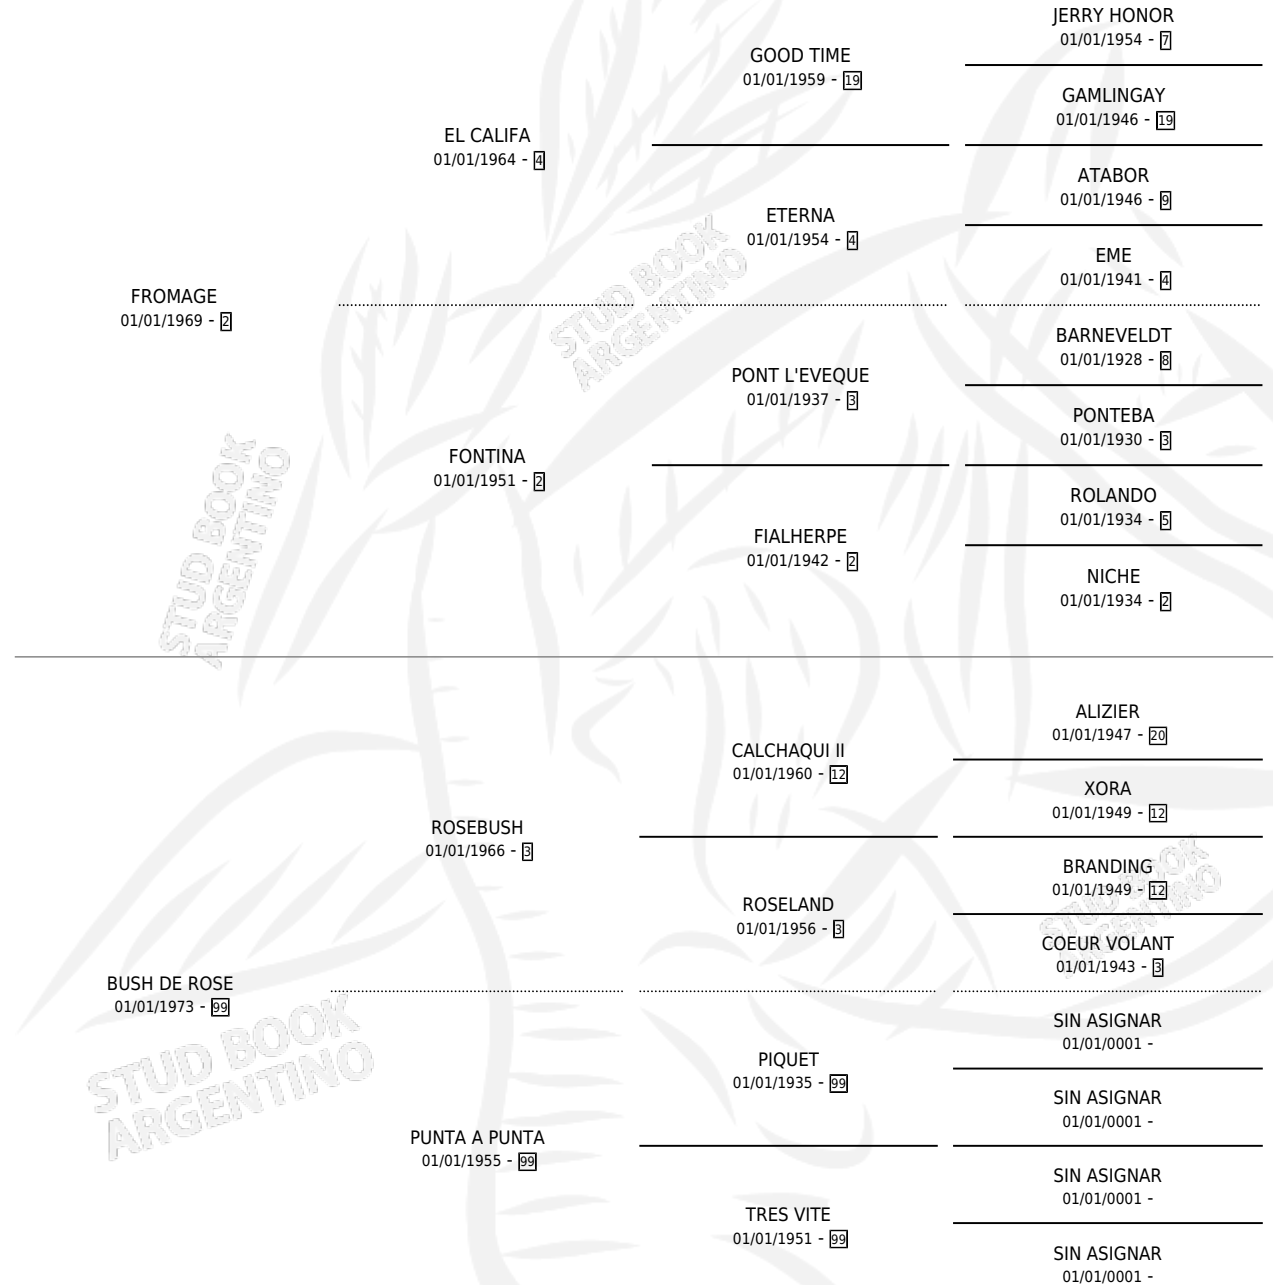 JERRY HONOR
01/01/1954 - 7
GOOD TIME
01/01/1959 - 19
GAMLINGAY
01/01/1946 - 19
EL CALIFA
01/01/1964 - 4
ATABOR
01/01/1946 - 9
ETERNA
01/01/1954 - 4
EME
01/01/1941 - 4
FROMAGE
01/01/1969 - 2
BARNEVELDT
01/01/1928 - 8
PONT L'EVEQUE
01/01/1937 - 3
PONTEBA
01/01/1930 - 3
FONTINA
01/01/1951 - 2
ROLANDO
01/01/1934 - 5
FIALHERPE
01/01/1942 - 2
NICHE
01/01/1934 - 2
STUD BOOK
ARGENTINO
STUD BOOK
ARGENTINO
ALIZIER
01/01/1947 - 20
CALCHAQUI II
01/01/1960 - 12
XORA
01/01/1949 - 12
ROSEBUSH
01/01/1966 - 3
BRANDING
01/01/1949 - 12
ROSELAND
01/01/1956 - 3
COEUR VOLANT
01/01/1943 - 3
BUSH DE ROSE
01/01/1973 - 99
SIN ASIGNAR
01/01/0001 -
PIQUET
01/01/1935 - 99
SIN ASIGNAR
01/01/0001 -
PUNTA A PUNTA
01/01/1955 - 99
SIN ASIGNAR
01/01/0001 -
TRES VITE
01/01/1951 - 99
SIN ASIGNAR
01/01/0001 -
STUD BOOK
ARGENTINO
STUD BOOK
ARGENTINO